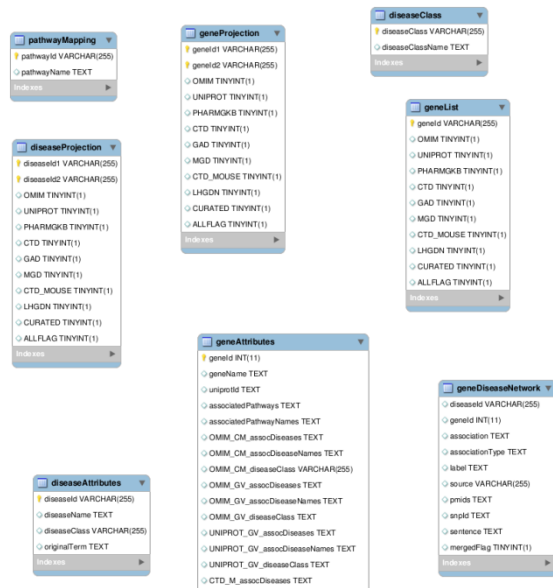 pathwayMapping
pathwayId VARCHAR(255)
pathwayName TEXT
Indexes
geneProjection
geneId1 VARCHAR(255)
geneId2 VARCHAR(255)
OMIM TINYINT(1)
UNIPROT TINYINT(1)
PHARMGKB TINYINT(1)
CTD TINYINT(1)
GAD TINYINT(1)
MGD TINYINT(1)
CTD_MOUSE TINYINT(1)
LHGDN TINYINT(1)
CURATED TINYINT(1)
ALLFLAG TINYINT(1)
Indexes
diseaseClass
diseaseClass VARCHAR(255)
diseaseClassName TEXT
Indexes
diseaseProjection
diseaseId1 VARCHAR(255)
diseaseId2 VARCHAR(255)
OMIM TINYINT(1)
UNIPROT TINYINT(1)
PHARMGKB TINYINT(1)
CTD TINYINT(1)
GAD TINYINT(1)
MGD TINYINT(1)
CTD_MOUSE TINYINT(1)
LHGDN TINYINT(1)
CURATED TINYINT(1)
ALLFLAG TINYINT(1)
Indexes
geneList
geneId VARCHAR(255)
OMIM TINYINT(1)
UNIPROT TINYINT(1)
PHARMGKB TINYINT(1)
CTD TINYINT(1)
GAD TINYINT(1)
MGD TINYINT(1)
CTD_MOUSE TINYINT(1)
LHGDN TINYINT(1)
CURATED TINYINT(1)
ALLFLAG TINYINT(1)
Indexes
geneAttributes
geneId INT(11)
geneName TEXT
uniprotId TEXT
associatedPathways TEXT
associatedPathwayNames TEXT
OMIM_CM_assocDiseases TEXT
OMIM_CM_assocDiseaseNames TEXT
OMIM_CM_diseaseClass VARCHAR(255)
OMIM_GV_assocDiseases TEXT
OMIM_GV_assocDiseaseNames TEXT
OMIM_GV_diseaseClass TEXT
UNIPROT_GV_assocDiseases TEXT
UNIPROT_GV_assocDiseaseNames TEXT
UNIPROT_GV_diseaseClass TEXT
CTD_M_assocDiseases TEXT
diseaseAttributes
diseaseId VARCHAR(255)
diseaseName TEXT
diseaseClass VARCHAR(255)
originalTerm TEXT
Indexes
geneDiseaseNetwork
diseaseId VARCHAR(255)
geneId INT(11)
association TEXT
associationType TEXT
label TEXT
source VARCHAR(255)
pmids TEXT
snpId TEXT
sentence TEXT
mergedFlag TINYINT(1)
Indexes